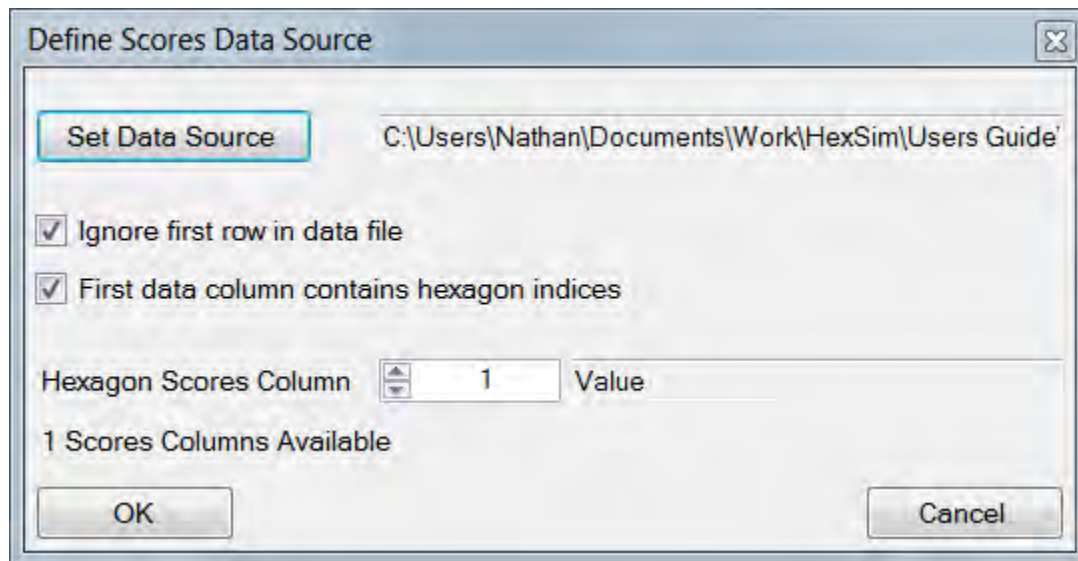 Define Scores Data Source
Set Data Source C:\Users\Nathan\Documents\Work\HexSim\Users Guide
Ignore first row in data file
First data column contains hexagon indices
Hexagon Scores Column 1 Value
1 Scores Columns Available
OK Cancel